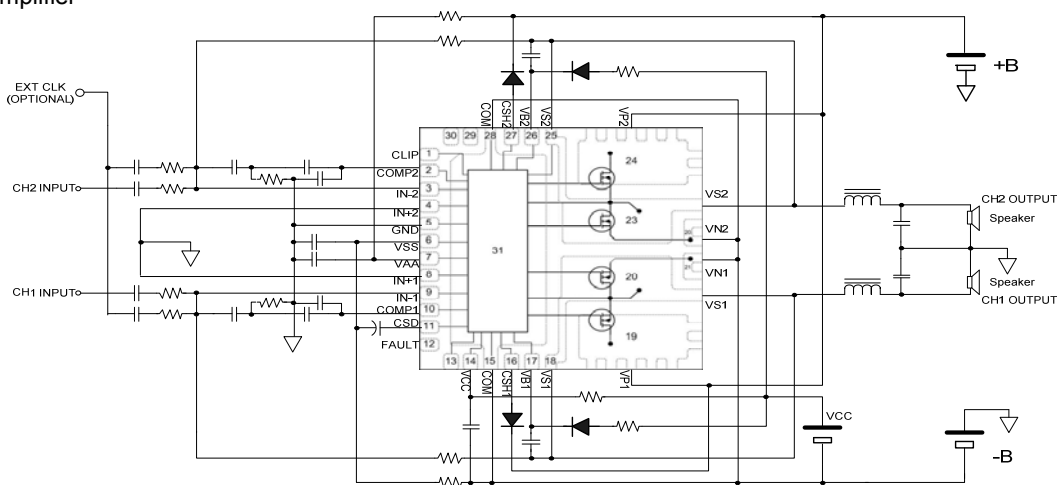 mplifier
+B
EXT CLK
(OPTIONAL)
COM
CSH2
VB2
VS2
VP2
30
29
28
27
26
25
CLIP
1
24
COMP2
2
CH2 INPUT
IN-2
3
VS2
CH2 OUTPUT
IN+2
4
31
23
Speaker
GND
5
VN2
VSS
6
VAA
7
VN1
IN+1
8
20
Speaker
CH1 INPUT
IN-1
9
VS1
CH1 OUTPUT
COMP1
10
CSD
11
19
FAULT
12
13
14
15
16
17
18
VCC
COM
CSH1
VB1
VS1
VP1
VCC
-B